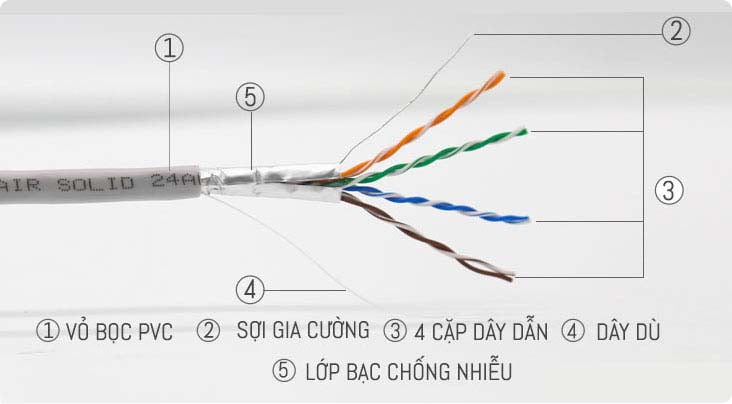 ①
②
⑤
AIR SOLID 24A
③
④
① VỎ BỌC PVC ② SỢI GIA CƯỜNG ③ 4 CẶP DÂY DẪN ④ DÂY DÙ
⑤ LỚP BẠC CHỐNG NHIỄU